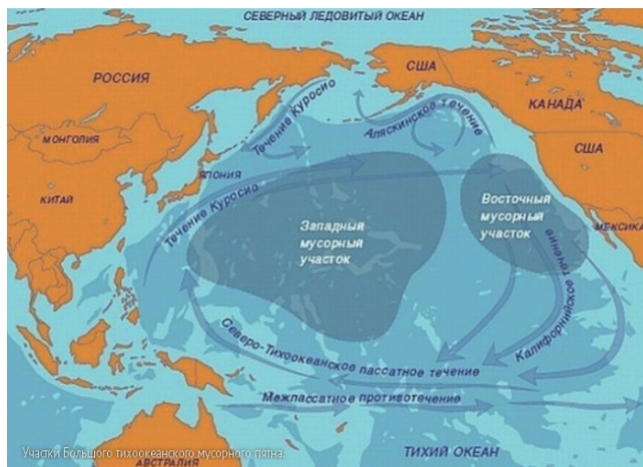 СЕВЕРНЫЙ ЛЕДОВИТЫЙ ОКЕАН
РОССИЯ
США
КАНАДА
Течение Куросио
Аляскинское течение
МОНГОЛИЯ
США
ЯПОНИЯ
КИТАЙ
Течение Куросио
Западный
мусорный
участок
Восточный
мусорный
участок
МЕКСИКА
Калифорнийское течение
Северо-Тихоокеанское пассатное течение
Межпассатное противотечение
Участки Большого тихоокеанского мусорного пятна.
АВСТРАЛИЯ
ТИХИЙ ОКЕАН